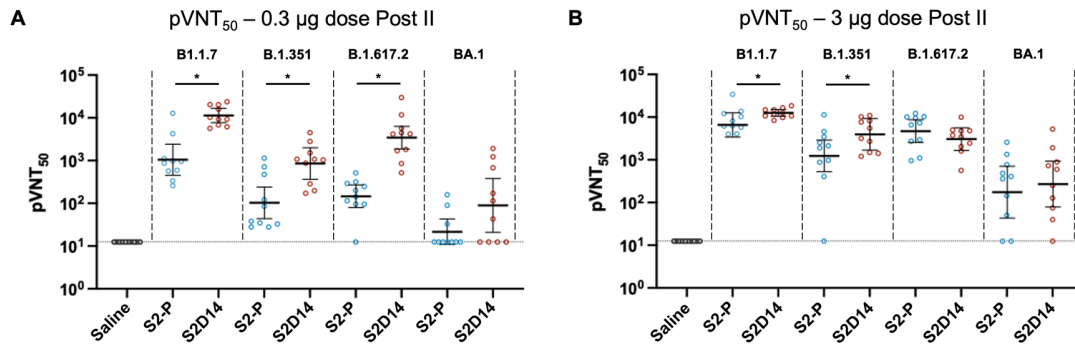 A
pVNT50 – 0.3 µg dose Post II
B1.1.7 B.1.351 B.1.617.2 BA.1
* * *
pVNT50
10^5
10^4
10^3
10^2
10^1
10^0
Saline S2-P S2D14 S2-P S2D14 S2-P S2D14 S2-P S2D14
B
pVNT50 – 3 µg dose Post II
B1.1.7 B.1.351 B.1.617.2 BA.1
* *
pVNT50
10^5
10^4
10^3
10^2
10^1
10^0
Saline S2-P S2D14 S2-P S2D14 S2-P S2D14 S2-P S2D14